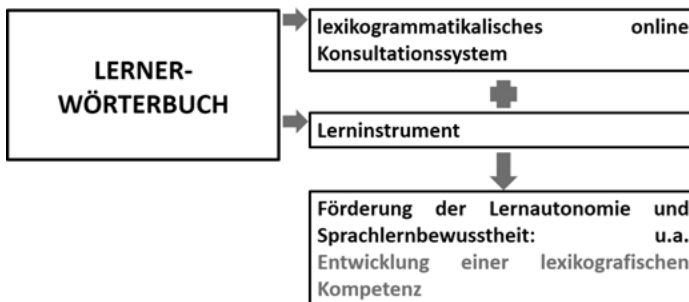 LERNER-
WÖRTERBUCH
lexikogrammatikalisches online
Konsultationssystem
Lerninstrument
Förderung der Lernautonomie und
Sprachlernbewusstheit: u.a.
Entwicklung einer lexikografischen
Kompetenz